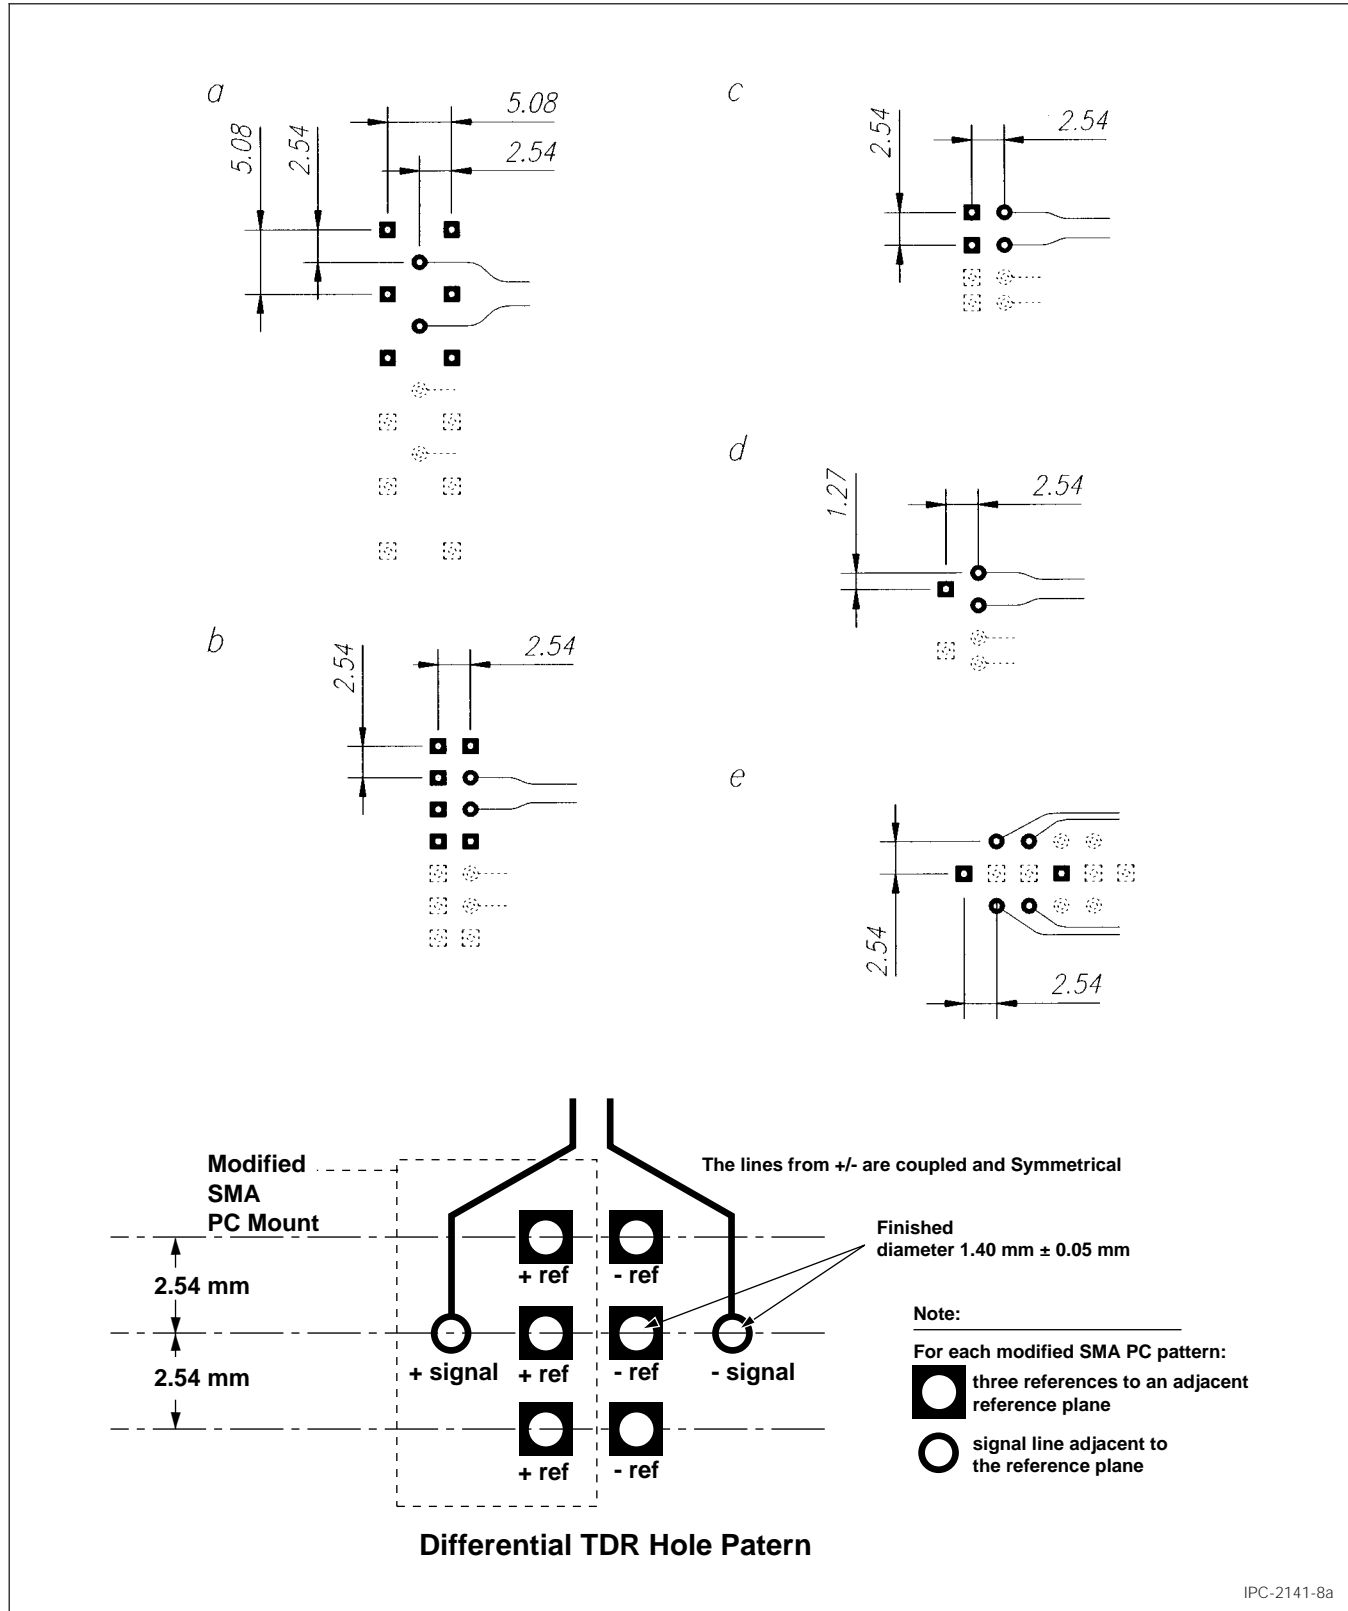 a
5.08
2.54
5.08
2.54
b
2.54
2.54
c
2.54
2.54
d
2.54
1.27
e
2.54
2.54
Modified
SMA
PC Mount
The lines from +/- are coupled and Symmetrical
Finished
diameter 1.40 mm ± 0.05 mm
+ ref
- ref
2.54 mm
+ signal
+ ref
- ref
- signal
2.54 mm
+ ref
- ref
Note:
For each modified SMA PC pattern:
three references to an adjacent
reference plane
signal line adjacent to
the reference plane
Differential TDR Hole Patern
IPC-2141-8a